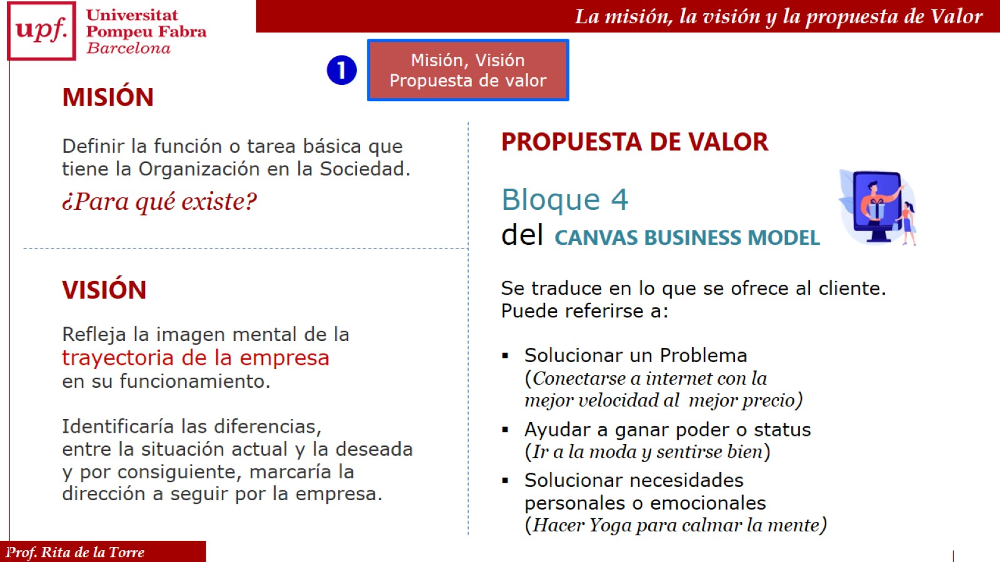 upf.
Universitat
Pompeu Fabra
Barcelona
La misión, la visión y la propuesta de Valor
1
Misión, Visión
Propuesta de valor
MISIÓN
Definir la función o tarea básica que
tiene la Organización en la Sociedad.
¿Para qué existe?
VISIÓN
Refleja la imagen mental de la
trayectoria de la empresa
en su funcionamiento.
Identificaría las diferencias,
entre la situación actual y la deseada
y por consiguiente, marcaría la
dirección a seguir por la empresa.
PROPUESTA DE VALOR
Bloque 4
del CANVAS BUSINESS MODEL
Se traduce en lo que se ofrece al cliente.
Puede referirse a:
▪ Solucionar un Problema
(Conectarse a internet con la
mejor velocidad al mejor precio)
▪ Ayudar a ganar poder o status
(Ir a la moda y sentirse bien)
▪ Solucionar necesidades
personales o emocionales
(Hacer Yoga para calmar la mente)
Prof. Rita de la Torre